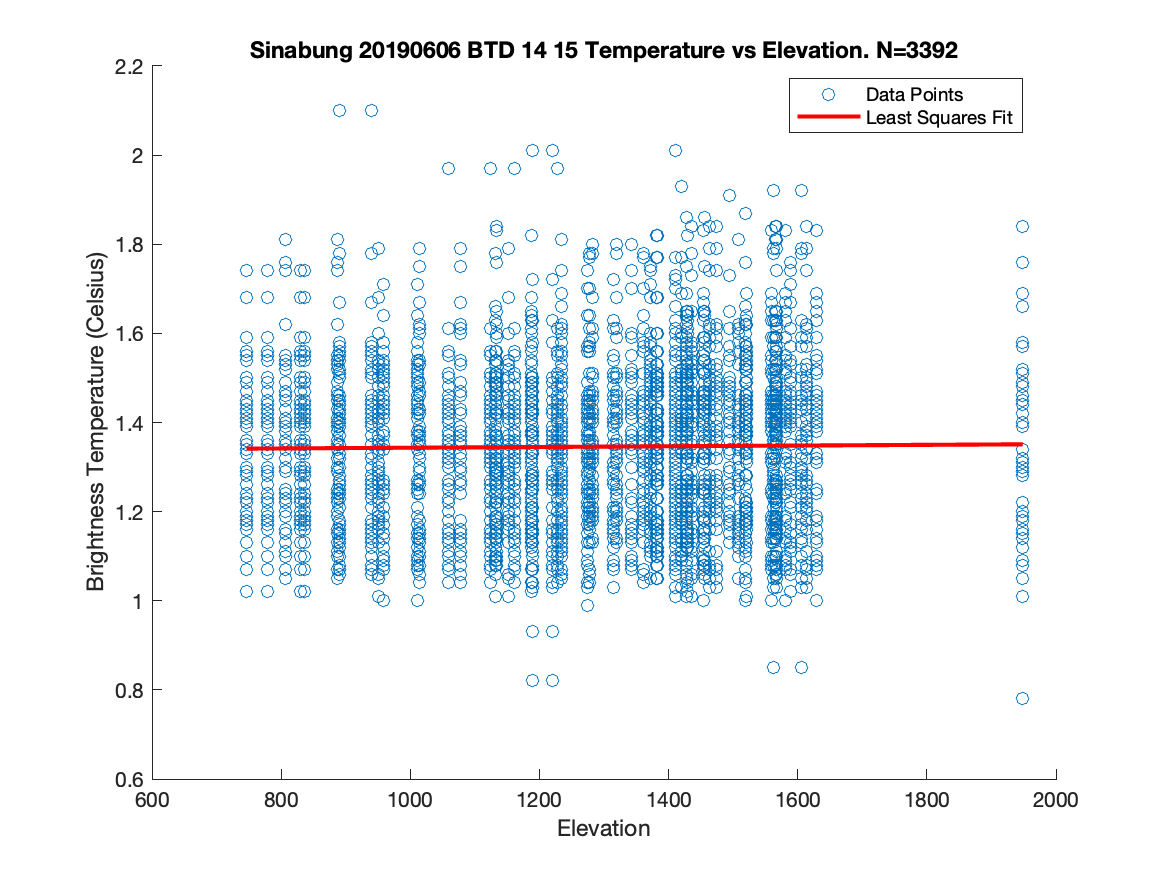 Sinabung 20190606 BTD 14 15 Temperature vs Elevation. N=3392
Data Points
Least Squares Fit
Brightness Temperature (Celsius)
2.2
2
1.8
1.6
1.4
1.2
1
0.8
0.6
600 800 1000 1200 1400 1600 1800 2000
Elevation